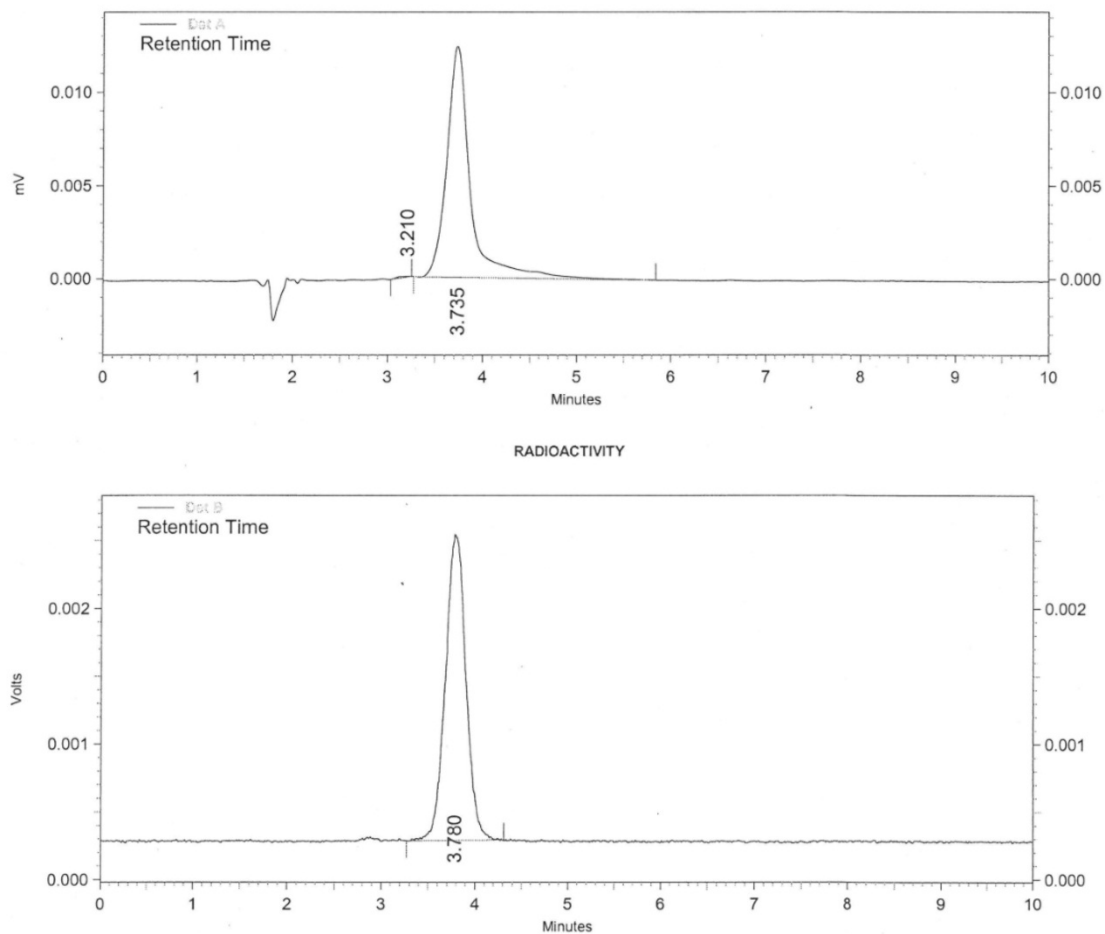 Dat A
Retention Time
0.010
0.005
0.000
0.010
0.005
0.000
mV
3.210
3.735
0 1 2 3 4 5 6 7 8 9 10
Minutes
RADIOACTIVITY
Det B
Retention Time
0.002
0.001
0.000
0.002
0.001
0.000
Volts
3.780
0 1 2 3 4 5 6 7 8 9 10
Minutes